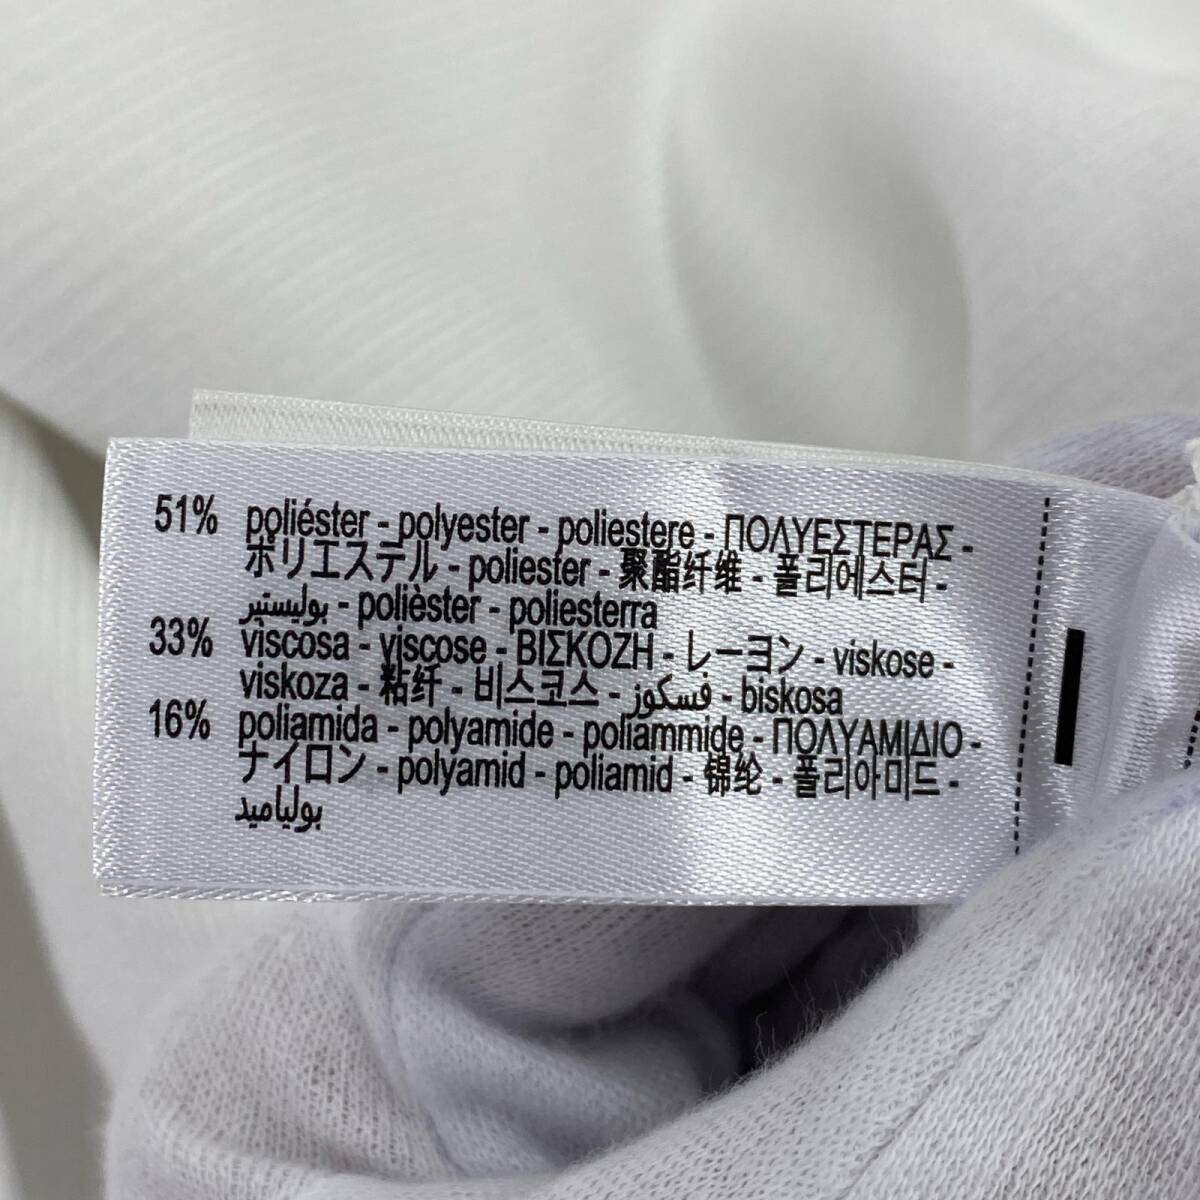 51% poliéster - polyester - poliestere - ΠΟΛΥΕΣΤΕΡΑΣ -
ポリエステル - poliester - 聚酯纤维 - 폴리에스터 -
بوليستير - polièster - poliesterra
33% viscosa - viscose - ΒΙΣΚΟΖΗ - レーヨン - viskose -
viskoza - 粘纤 - 비스코스 - فسكوز - biskosa
16% poliamida - polyamide - poliammide - ΠΟΛΥΑΜΙΔΙΟ -
ナイロン - polyamid - poliamid - 锦纶 - 폴리아미드 -
بولياميد